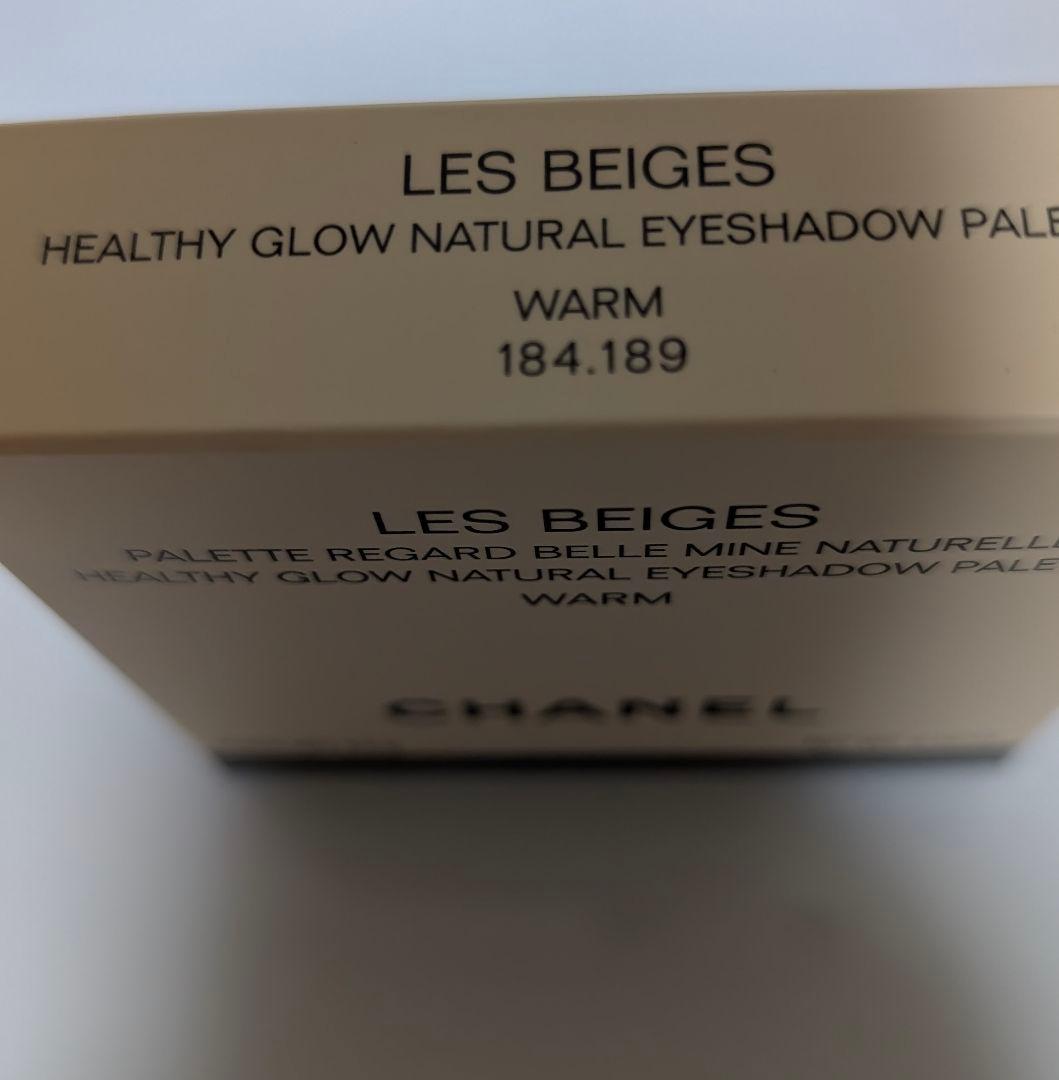 LES BEIGES
HEALTHY GLOW NATURAL EYESHADOW PALE
WARM
184.189
LES BEIGES
PALETTE REGARD BELLE MINE NATURELL
HEALTHY GLOW NATURAL EYESHADOW PALE
WARM
CHANEL